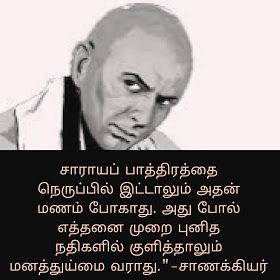 சாராயப் பாத்திரத்தை
நெருப்பில் இட்டாலும் அதன்
மணம் போகாது. அது போல்
எத்தனை முறை புனித
நதிகளில் குளித்தாலும்
மனத்துய்மை வராது."-சாணக்கியர்